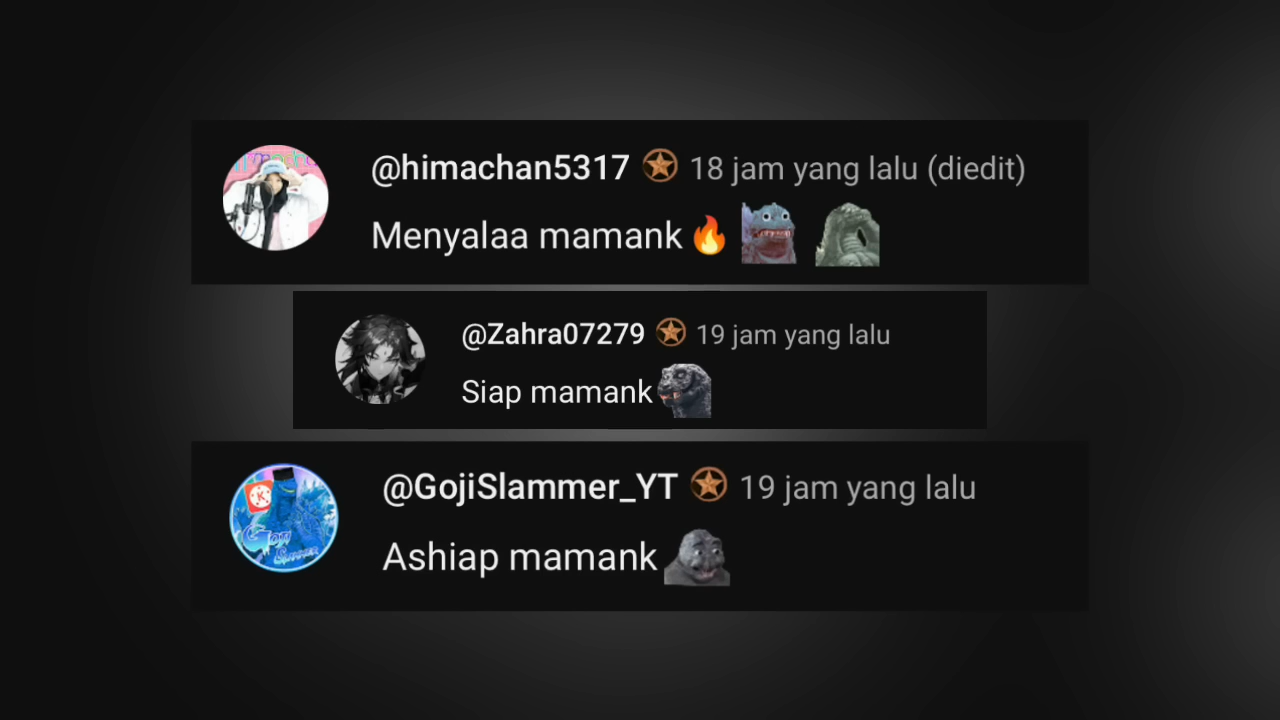 @himachan5317 18 jam yang lalu (diedit)
Menyalaa mamank🔥
@Zahra07279 19 jam yang lalu
Siap mamank
@GojiSlammer_YT 19 jam yang lalu
Ashiap mamank